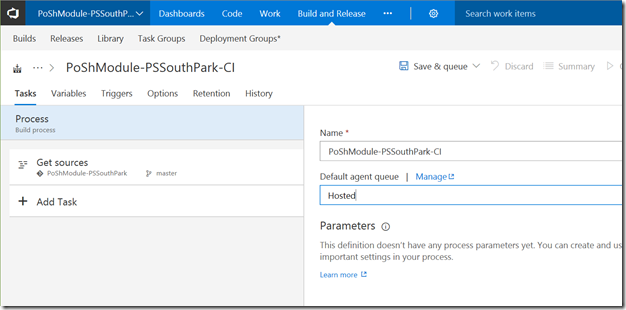 PoShModule-PSSouthP... Dashboards Code Work Build and Release ... Search work items
Builds Releases Library Task Groups Deployment Groups*
... > PoShModule-PSSouthPark-CI Save & queue Discard Summary
Tasks Variables Triggers Options Retention History
Process
Build process
Get sources
PoShModule-PSSouthPark master
+ Add Task
Name *
PoShModule-PSSouthPark-CI
Default agent queue | Manage
Hosted
Parameters
This definition doesn't have any process parameters yet. You can create and us
important settings in your process.
Learn more